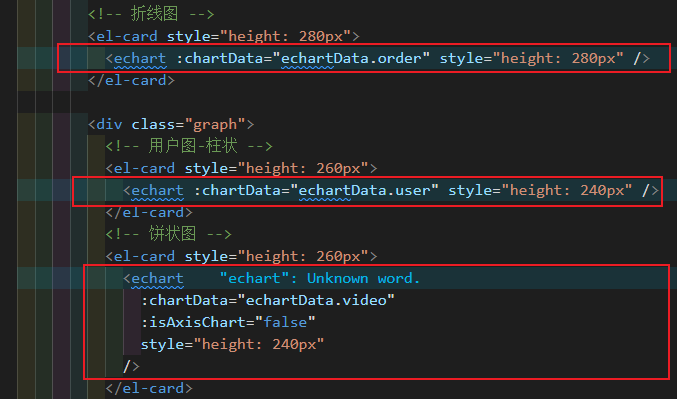 <!-- 折线图 -->
<el-card style="height: 280px">
<echart :chartData="echartData.order" style="height: 280px" />
</el-card>
<div class="graph">
<!-- 用户图-柱状 -->
<el-card style="height: 260px">
<echart :chartData="echartData.user" style="height: 240px" />
</el-card>
<!-- 饼状图 -->
<el-card style="height: 260px">
<echart "echart": Unknown word.
:chartData="echartData.video"
:isAxisChart="false"
style="height: 240px"
/>
</el-card>